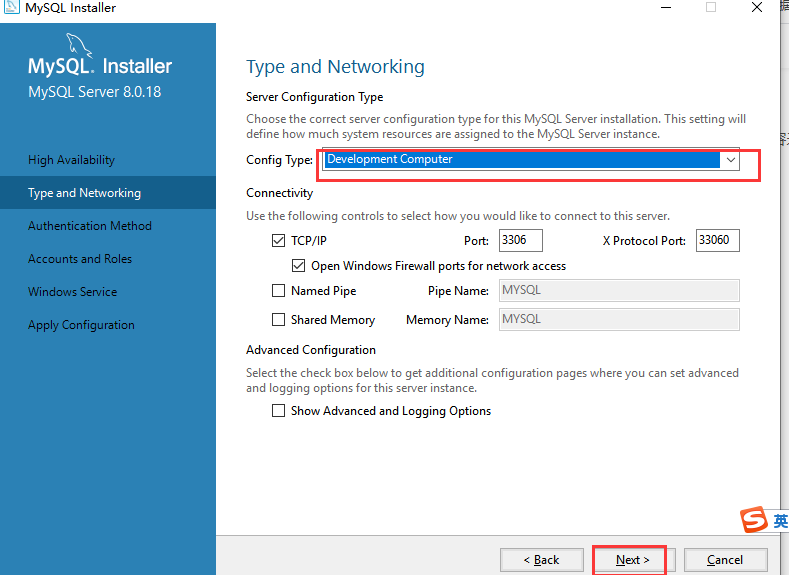 MySQL Installer
MySQL. Installer
MySQL Server 8.0.18
High Availability
Type and Networking
Authentication Method
Accounts and Roles
Windows Service
Apply Configuration
Type and Networking
Server Configuration Type
Choose the correct server configuration type for this MySQL Server installation. This setting will
define how much system resources are assigned to the MySQL Server instance.
Config Type: Development Computer
Connectivity
Use the following controls to select how you would like to connect to this server.
TCP/IP Port: 3306 X Protocol Port: 33060
Open Windows Firewall ports for network access
Named Pipe Pipe Name: MYSQL
Shared Memory Memory Name: MYSQL
Advanced Configuration
Select the check box below to get additional configuration pages where you can set advanced
and logging options for this server instance.
Show Advanced and Logging Options
S 英
< Back Next > Cancel